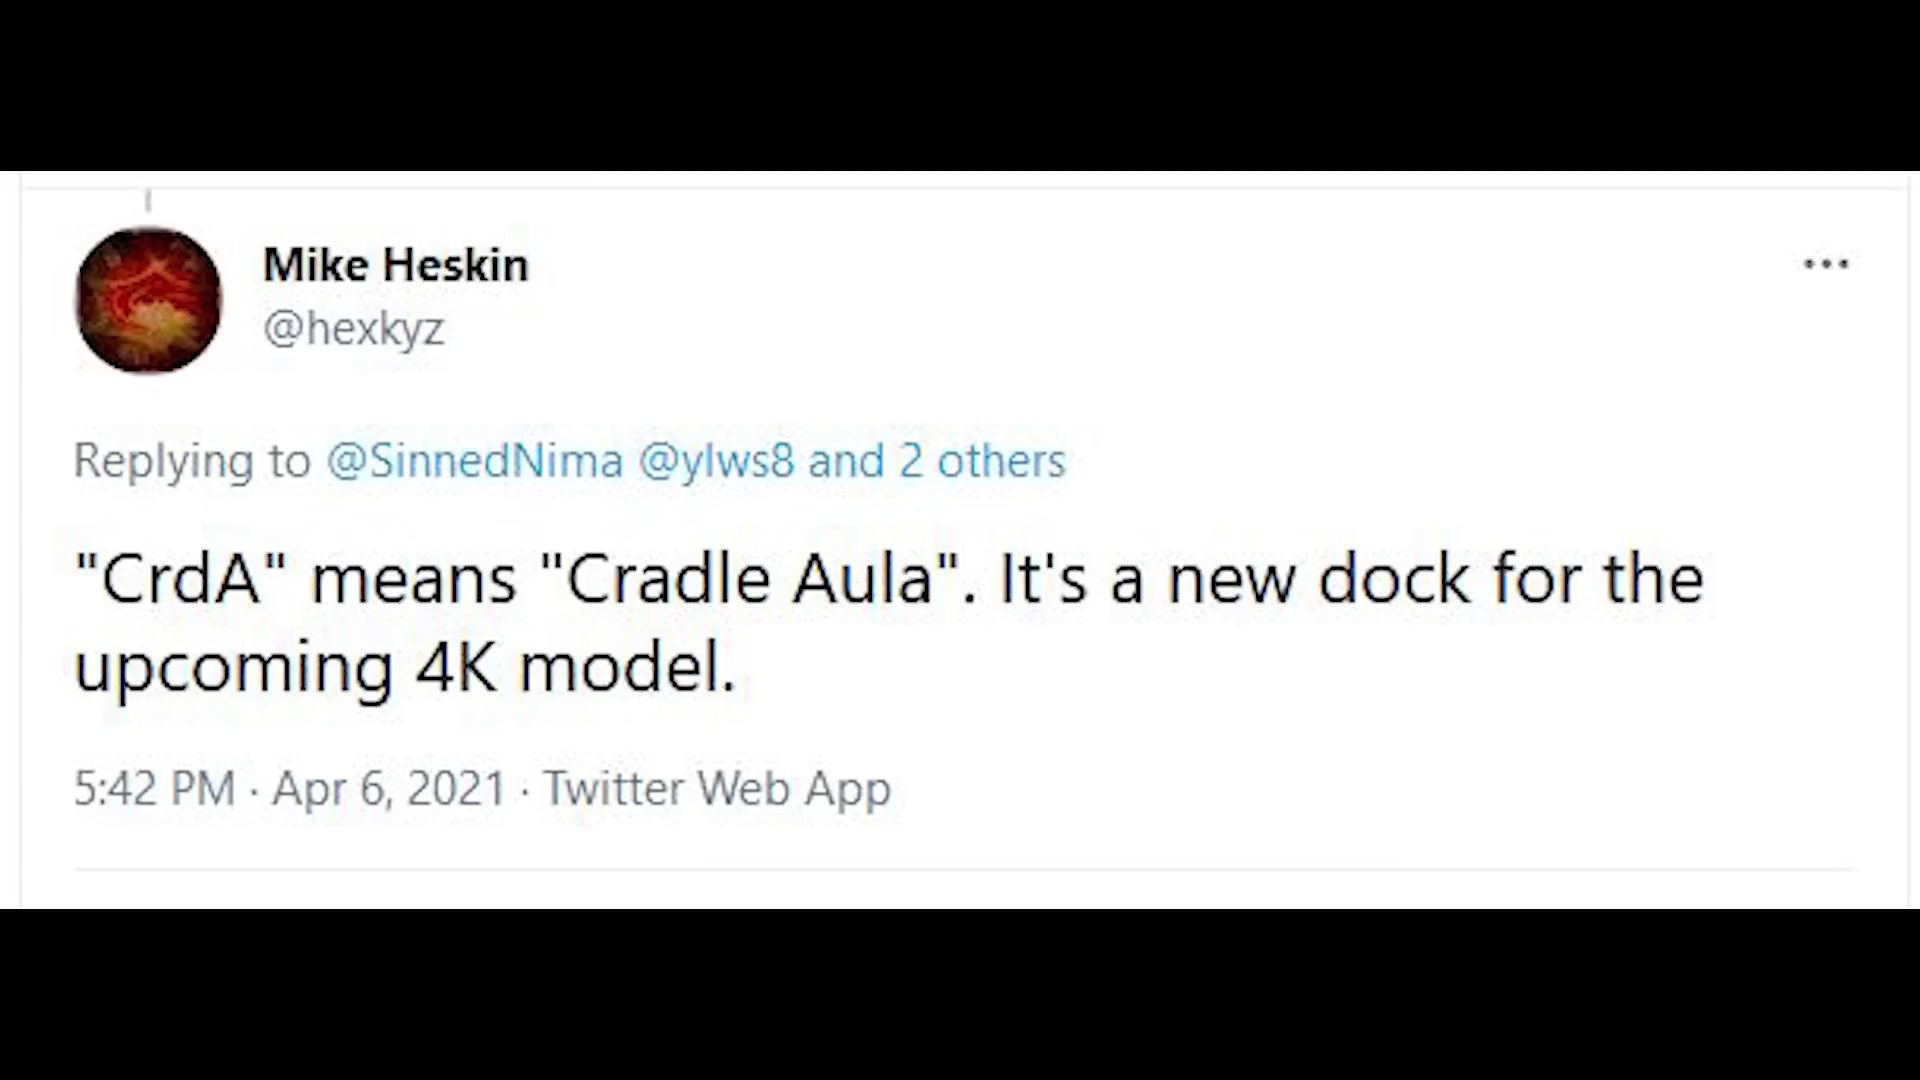 Mike Heskin
@hexkyz
Replying to @SinnedNima @ylws8 and 2 others
"CrdA" means "Cradle Aula". It's a new dock for the
upcoming 4K model.
5:42 PM · Apr 6, 2021 · Twitter Web App